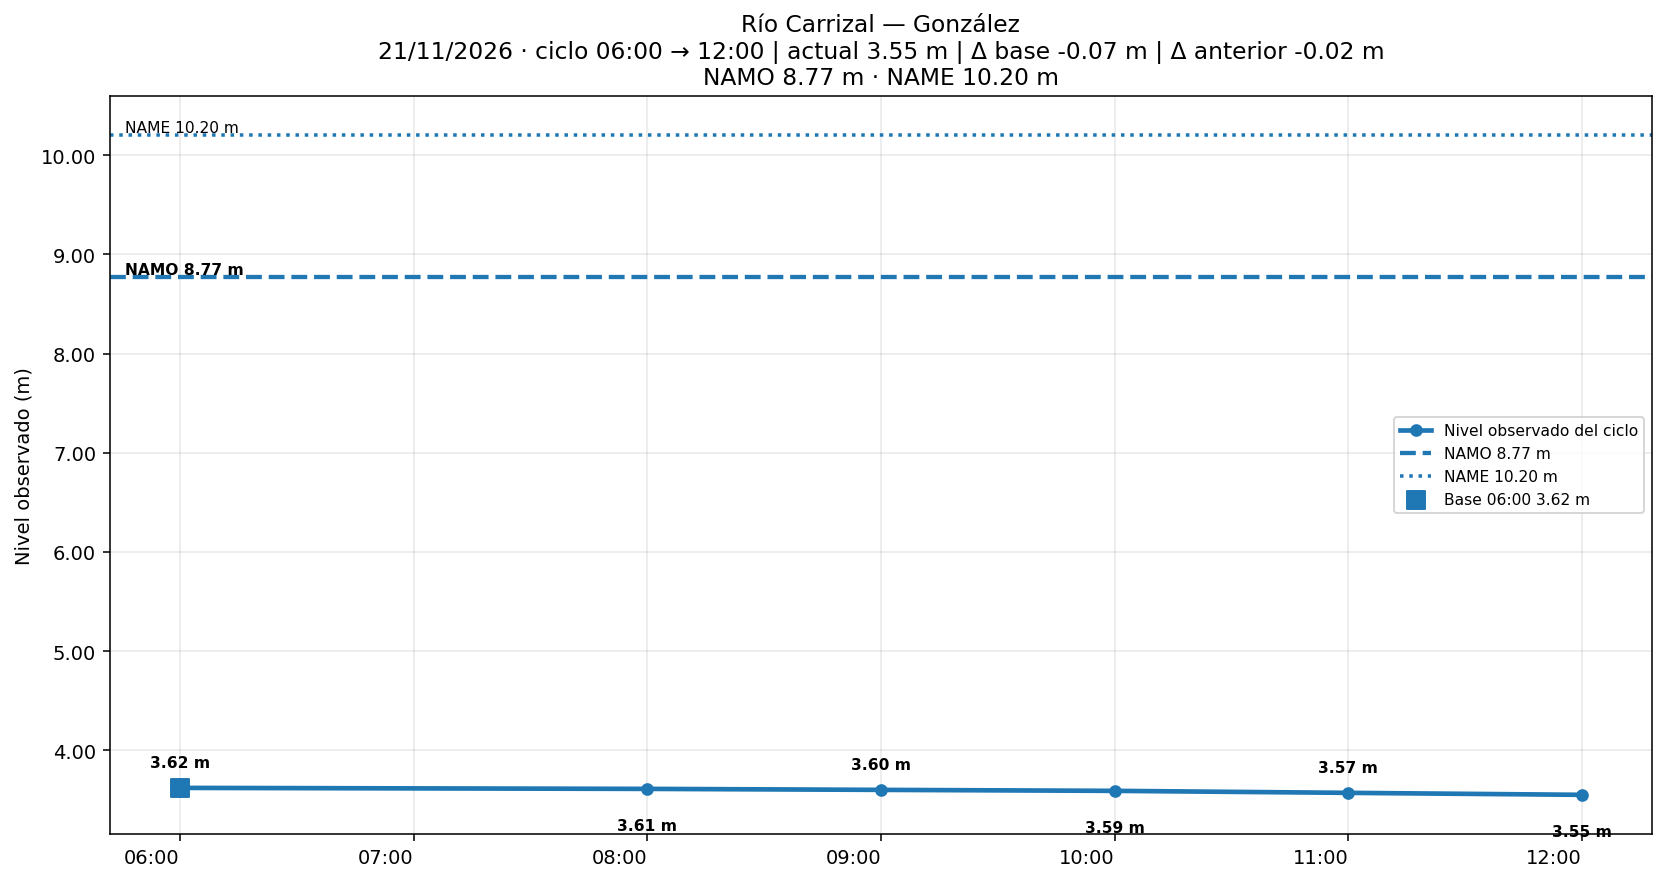 Río Carrizal — González
21/11/2026 · ciclo 06:00 → 12:00 | actual 3.55 m | Δ base -0.07 m | Δ anterior -0.02 m
NAMO 8.77 m · NAME 10.20 m
NAME 10.20 m
10.00
9.00
NAMO 8.77 m
8.00
7.00
6.00
5.00
4.00
Nivel observado (m)
Nivel observado del ciclo
NAMO 8.77 m
NAME 10.20 m
Base 06:00 3.62 m
3.62 m
3.61 m
3.60 m
3.59 m
3.57 m
3.55 m
06:00
07:00
08:00
09:00
10:00
11:00
12:00